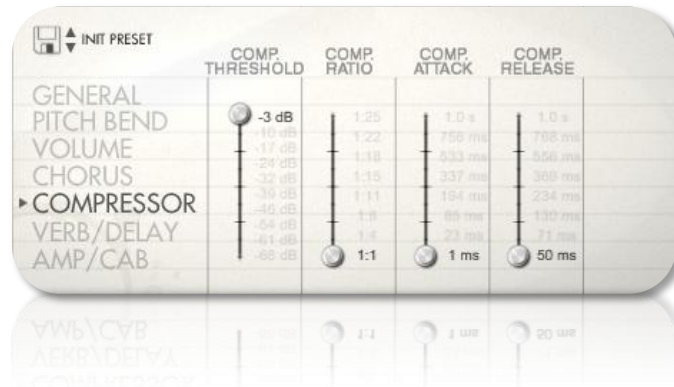 INIT PRESET
COMP. THRESHOLD
COMP. RATIO
COMP. ATTACK
COMP. RELEASE
GENERAL
PITCH BEND
VOLUME
CHORUS
COMPRESSOR
VERB/DELAY
AMP/CAB
-3 dB
-10 dB
-17 dB
-24 dB
-32 dB
-39 dB
-46 dB
-54 dB
-61 dB
-68 dB
1:25
1:22
1:18
1:15
1:11
1:8
1:4
1:1
1.0 s
756 ms
533 ms
337 ms
194 ms
85 ms
23 ms
1 ms
1.0 s
768 ms
556 ms
369 ms
234 ms
130 ms
71 ms
50 ms